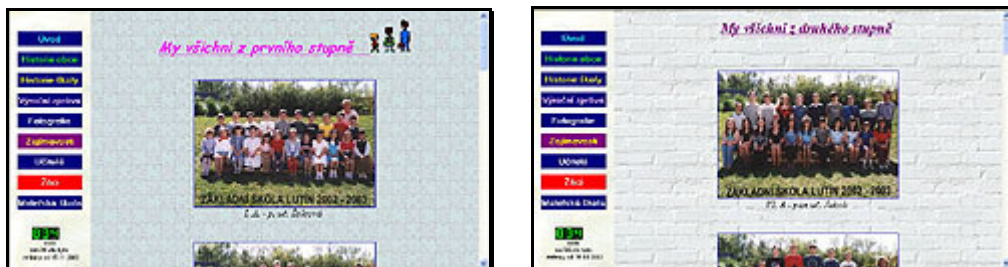 My všichni z prvního stupně
Úvod
Historie obce
Historie školy
Výroční zpráva
Fotografie
Zajímavosti
Učitelé
Žáci
Mateřská škola
ZÁKLADNÍ ŠKOLA LUTÍN 2002 - 2003
My všichni z druhého stupně
Úvod
Historie obce
Historie školy
Výroční zpráva
Fotografie
Zajímavosti
Učitelé
Žáci
Mateřská škola
ZÁKLADNÍ ŠKOLA LUTÍN 2002 - 2003